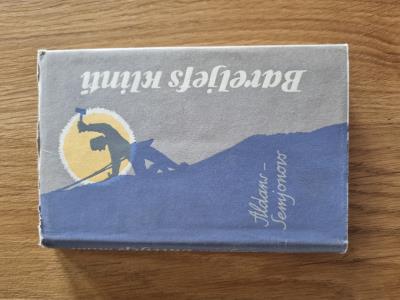 Bareljefs klintī
Aldans-
Semjonovs